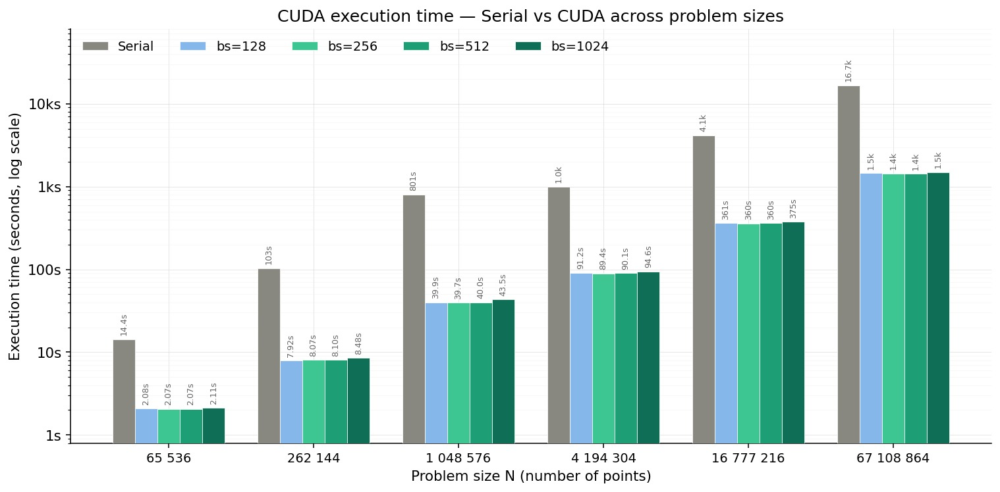 CUDA execution time — Serial vs CUDA across problem sizes
Serial bs=128 bs=256 bs=512 bs=1024
Execution time (seconds, log scale)
10ks
1ks
100s
10s
1s
14.4s 2.08s 2.07s 2.07s 2.11s
103s 7.92s 8.07s 8.10s 8.48s
801s 39.9s 39.7s 40.0s 43.5s
1.0k 91.2s 89.4s 90.1s 94.6s
4.1k 361s 360s 360s 375s
16.7k 1.5k 1.4k 1.4k 1.5k
65 536 262 144 1 048 576 4 194 304 16 777 216 67 108 864
Problem size N (number of points)